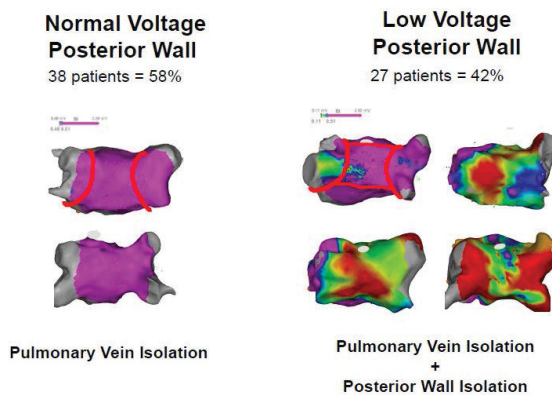 Normal Voltage
Posterior Wall
38 patients = 58%
Low Voltage
Posterior Wall
27 patients = 42%
Pulmonary Vein Isolation
Pulmonary Vein Isolation
+
Posterior Wall Isolation